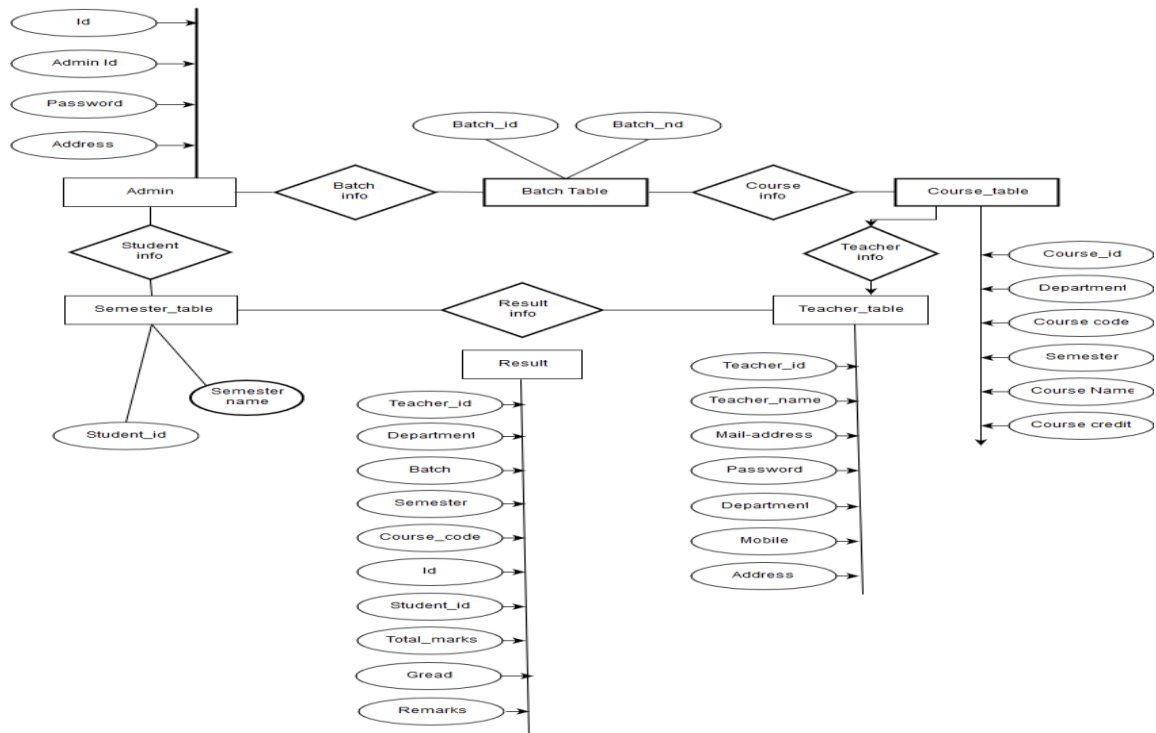 Id
Admin Id
Password
Address
Batch_id
Batch_nd
Admin
Batch
info
Batch Table
Course
info
Course_table
Student
info
Teacher
info
Course_id
Department
Course code
Semester
Course Name
Course credit
Semester_table
Result
info
Teacher_table
Semester
name
Student_id
Result
Teacher_id
Department
Batch
Semester
Course_code
Id
Student_id
Total_marks
Gread
Remarks
Teacher_id
Teacher_name
Mail-address
Password
Department
Mobile
Address